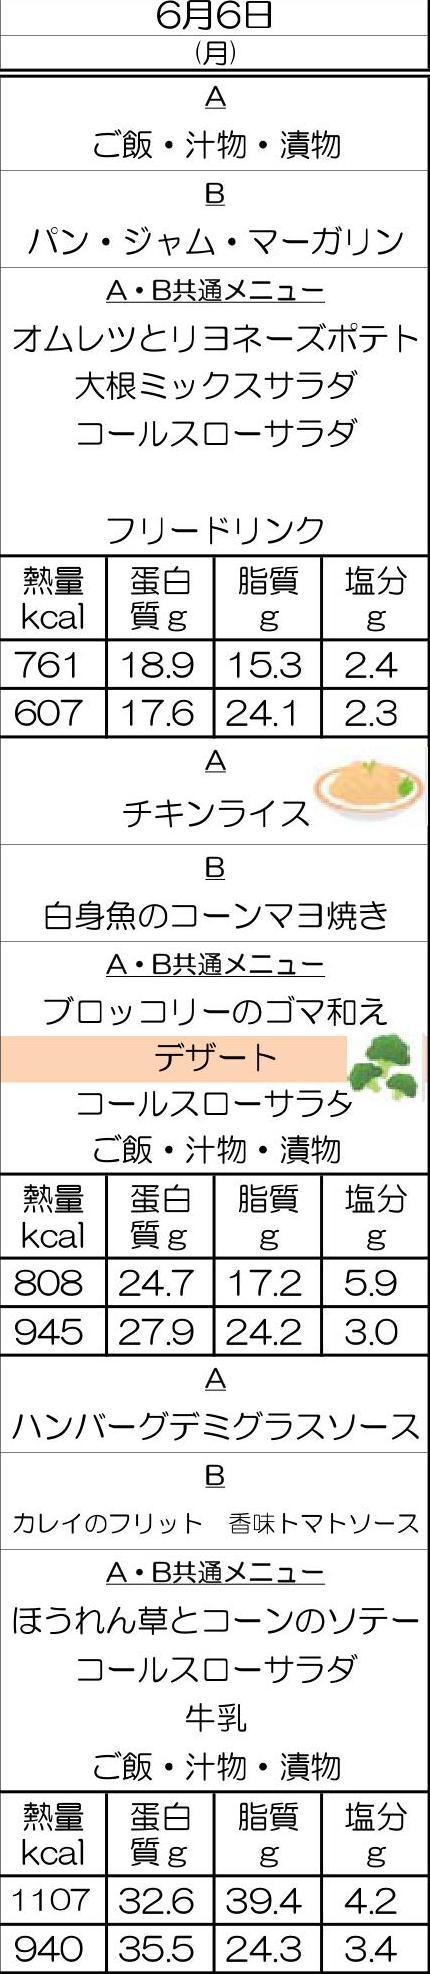 6月6日
(月)
A
ご飯・汁物・漬物
B
パン・ジャム・マーガリン
A・B共通メニュー
オムレツとリヨネーズポテト
大根ミックスサラダ
コールスローサラダ
フリードリンク
熱量 蛋白 脂質 塩分
kcal 質g g g
761 18.9 15.3 2.4
607 17.6 24.1 2.3
A
チキンライス
B
白身魚のコーンマヨ焼き
A・B共通メニュー
ブロッコリーのゴマ和え
デザート
コールスローサラダ
ご飯・汁物・漬物
熱量 蛋白 脂質 塩分
kcal 質g g g
808 24.7 17.2 5.9
945 27.9 24.2 3.0
A
ハンバーグデミグラスソース
B
カレイのフリット　香味トマトソース
A・B共通メニュー
ほうれん草とコーンのソテー
コールスローサラダ
牛乳
ご飯・汁物・漬物
熱量 蛋白 脂質 塩分
kcal 質g g g
1107 32.6 39.4 4.2
940 35.5 24.3 3.4